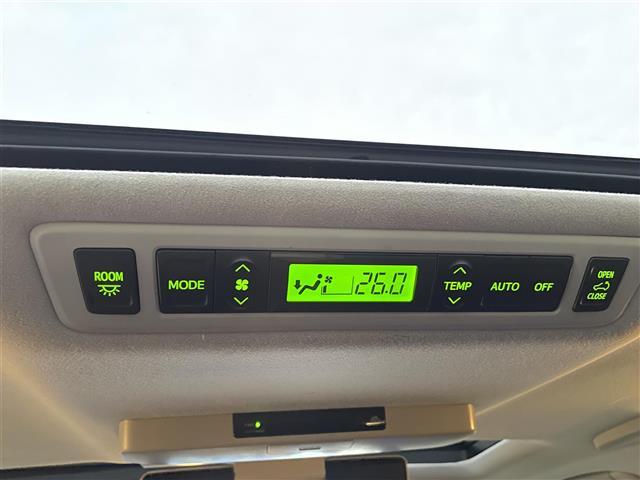 ROOM
MODE
26.0
TEMP
AUTO
OFF
OPEN
CLOSE